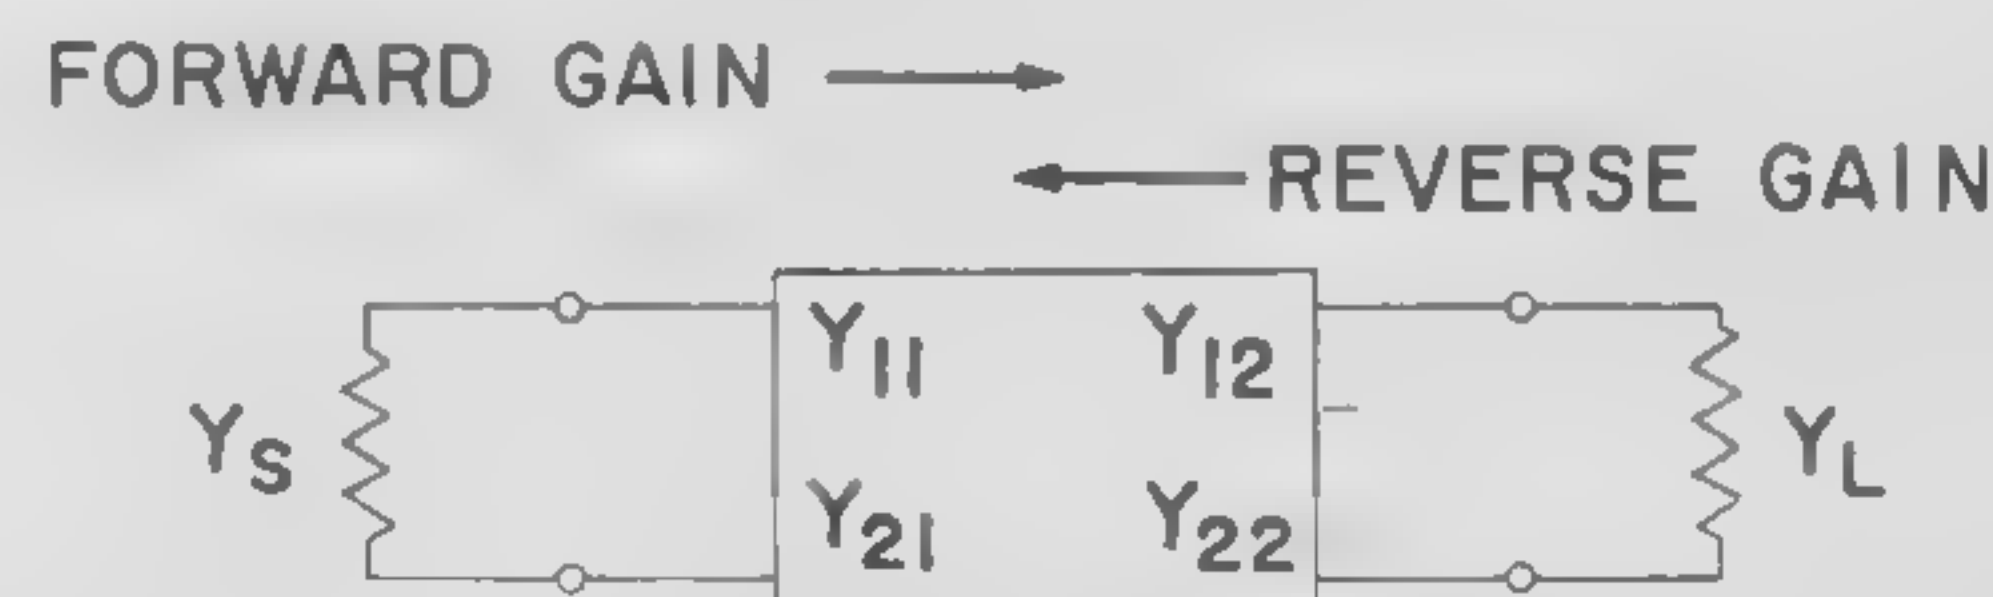 FORWARD GAIN
REVERSE GAIN
Y11 Y12
YS YL
Y21 Y22